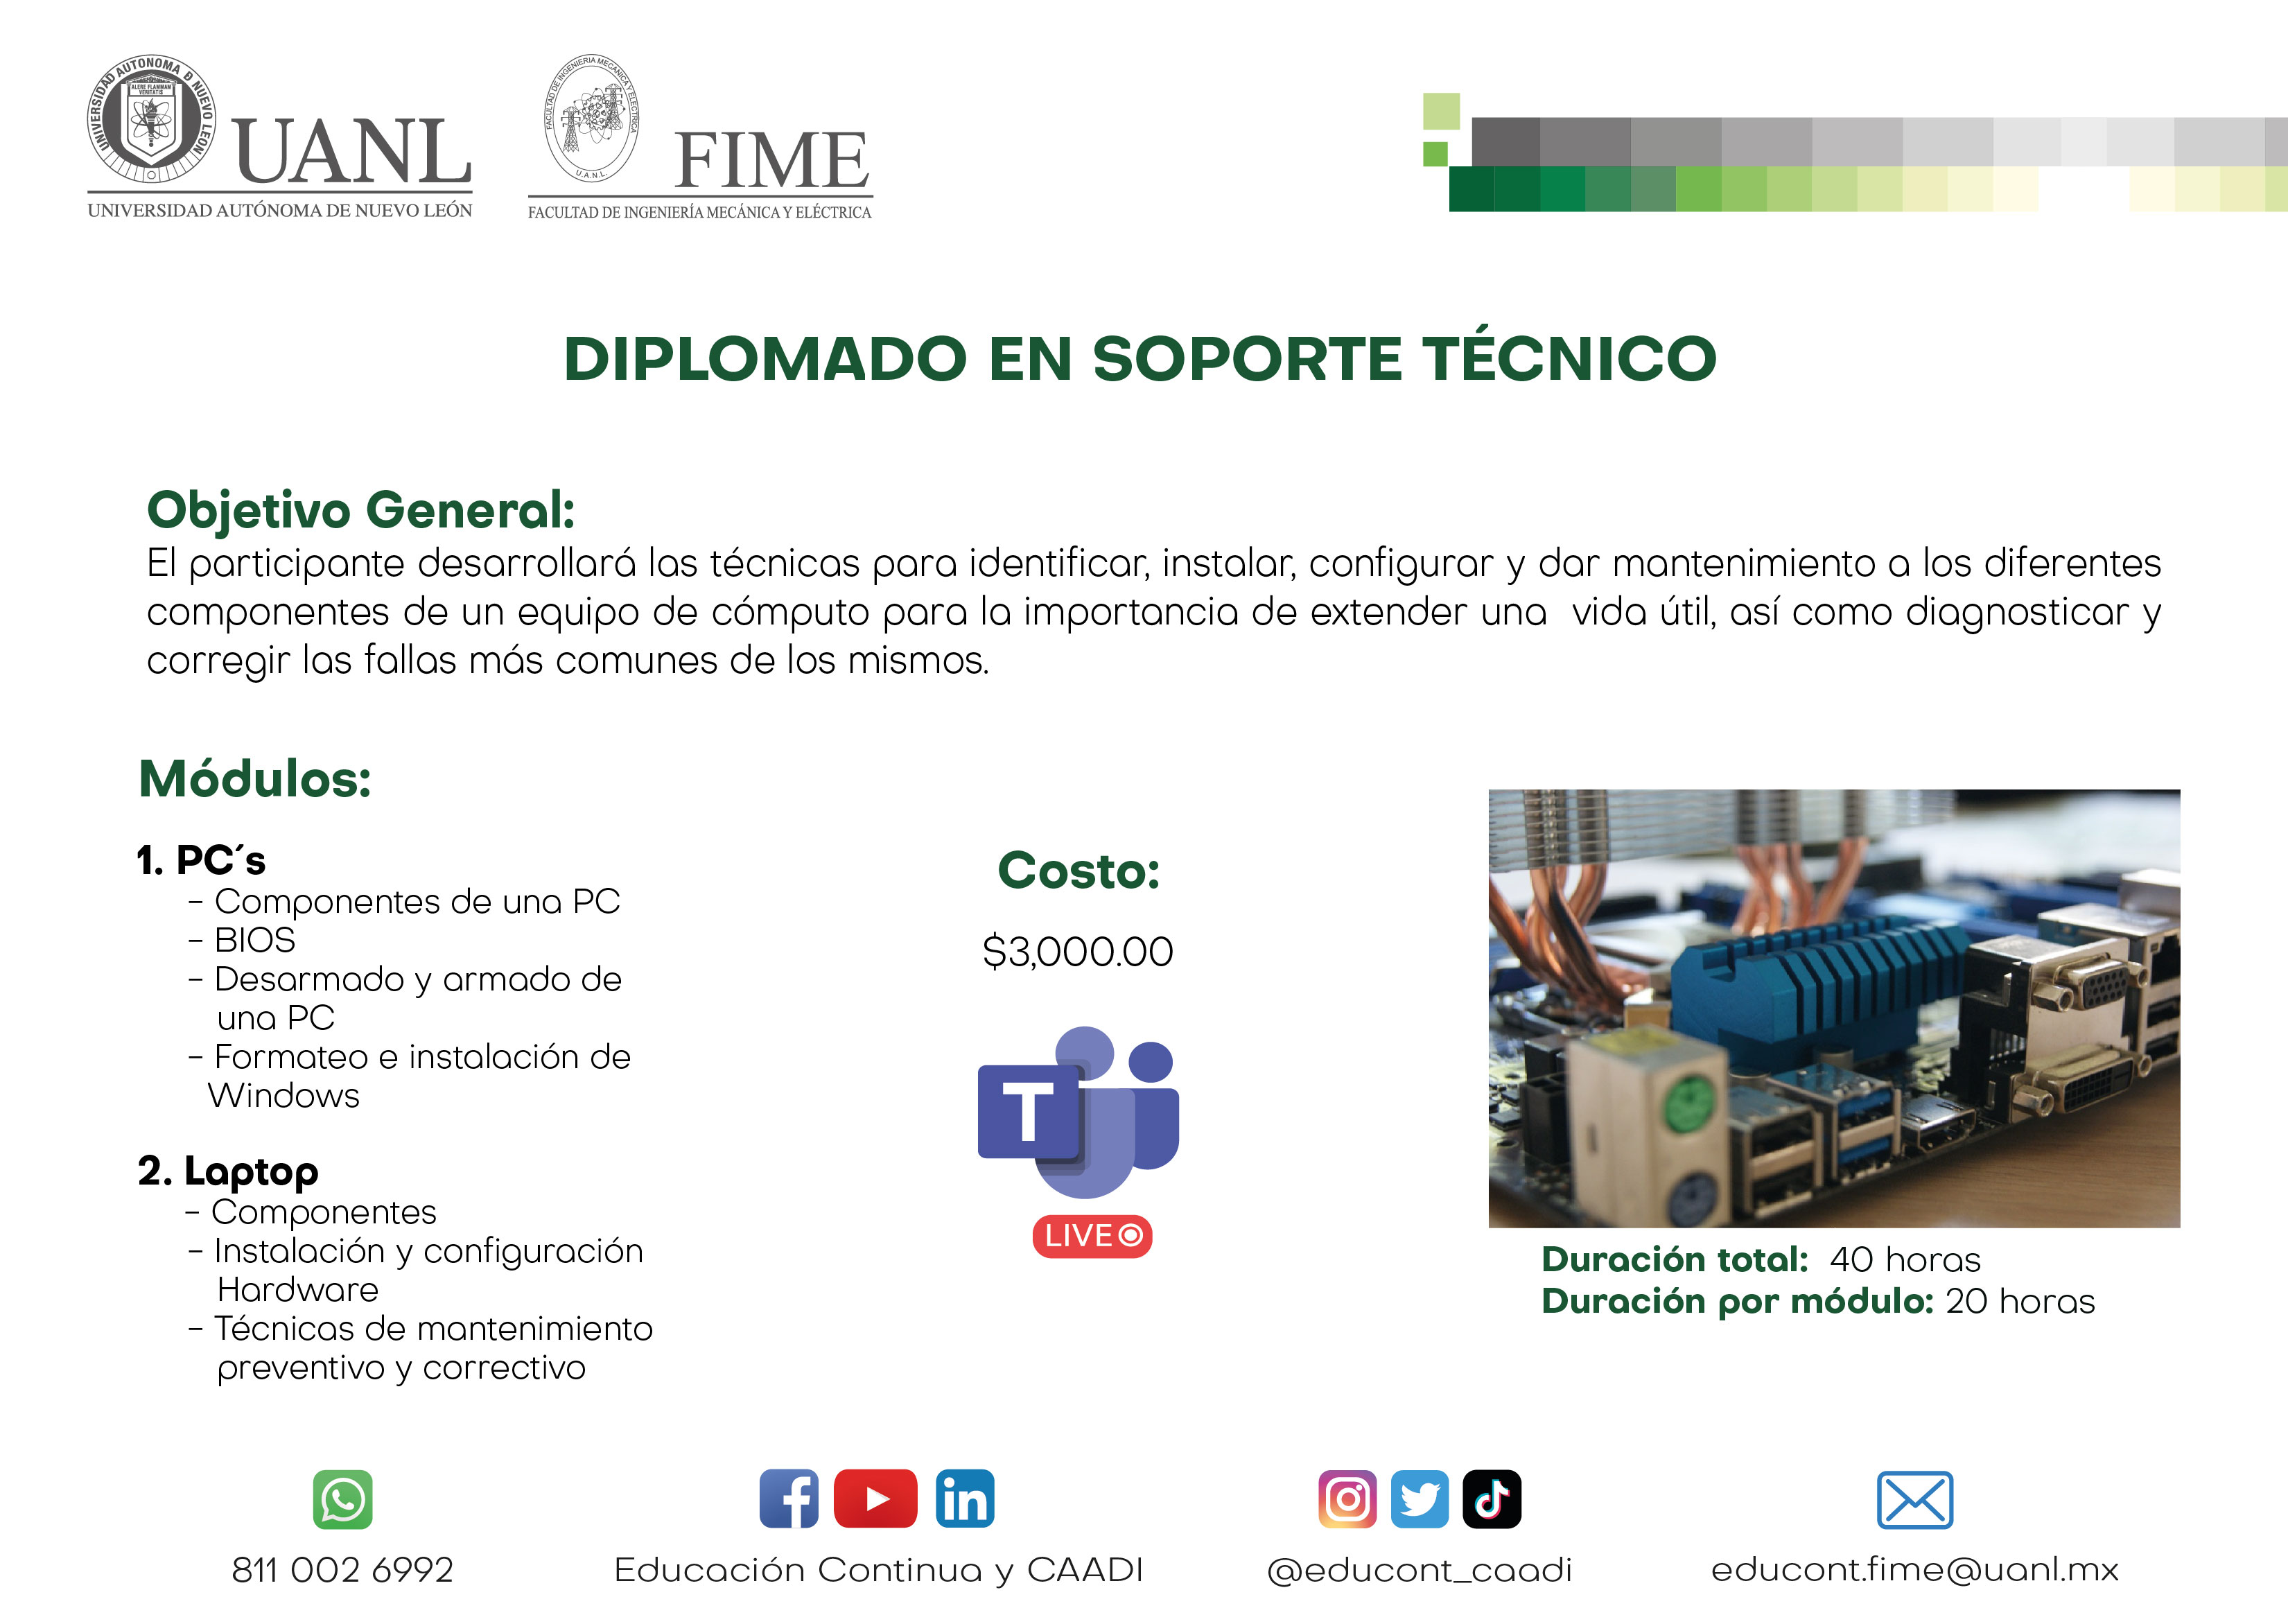 UNIVERSIDAD AUTONOMA D NUEVO LEON
ALERE FLAMMAM
VERITATIS
UANL
UNIVERSIDAD AUTÓNOMA DE NUEVO LEÓN
FACULTAD DE INGENIERIA MECANICA Y ELECTRICA
U.A.N.L.
FIME
FACULTAD DE INGENIERÍA MECÁNICA Y ELÉCTRICA
DIPLOMADO EN SOPORTE TÉCNICO
Objetivo General:
El participante desarrollará las técnicas para identificar, instalar, configurar y dar mantenimiento a los diferentes
componentes de un equipo de cómputo para la importancia de extender una vida útil, así como diagnosticar y
corregir las fallas más comunes de los mismos.
Módulos:
1. PC´s
- Componentes de una PC
- BIOS
- Desarmado y armado de
una PC
- Formateo e instalación de
Windows
2. Laptop
- Componentes
- Instalación y configuración
Hardware
- Técnicas de mantenimiento
preventivo y correctivo
Costo:
$3,000.00
T
LIVE
Duración total: 40 horas
Duración por módulo: 20 horas
811 002 6992
Educación Continua y CAADI
@educont_caadi
educont.fime@uanl.mx